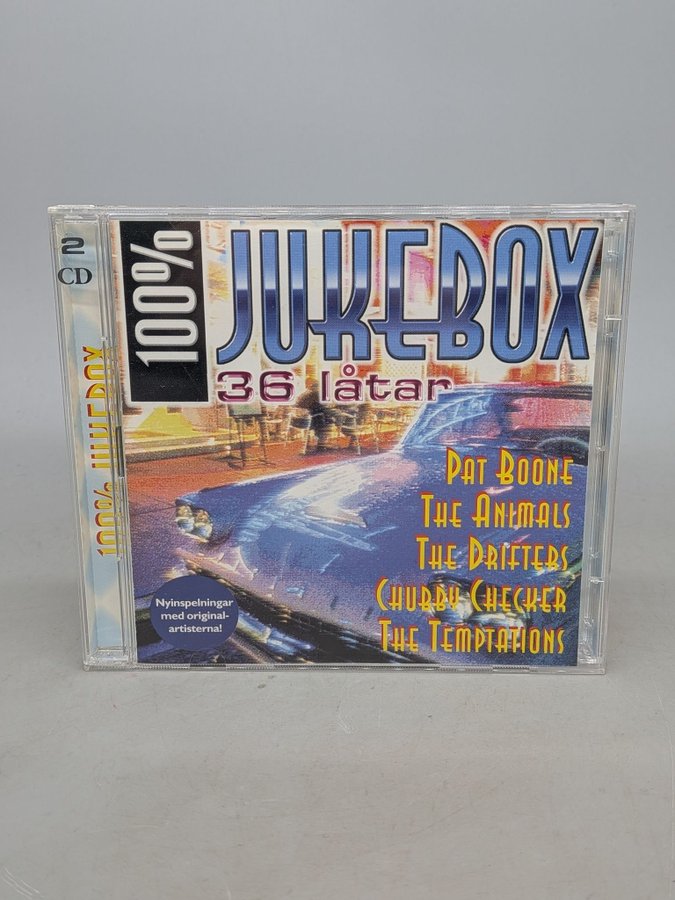 2
CD
100% JUKEBOX
100%
JUKEBOX
36 låtar
PAT BOONE
THE ANIMALS
THE DRIFTERS
CHUBBY CHECKER
THE TEMPTATIONS
Nyinspelningar
med original-
artisterna!